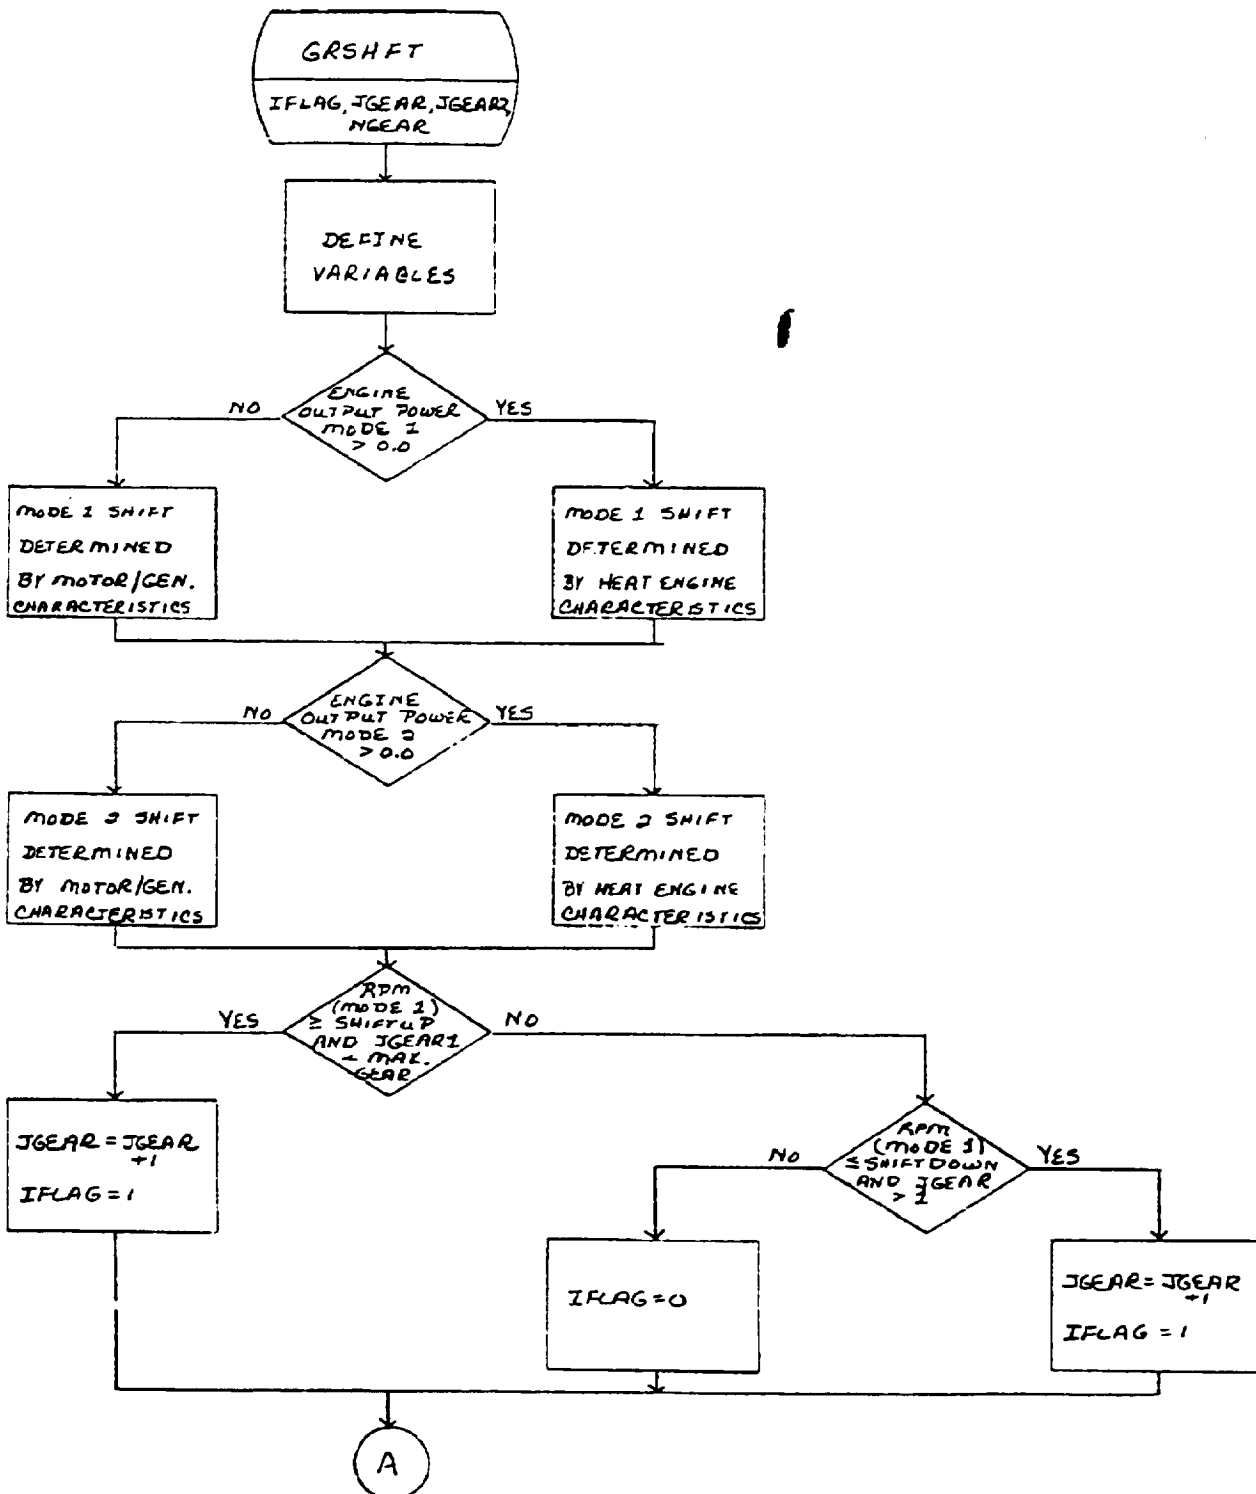 GRSHFT
IFLAG, JGEAR, JGEAR2,
NGEAR
DEFINE
VARIABLES
ENGINE
OUTPUT POWER
MODE 1
> 0.0
NO
YES
MODE 1 SHIFT
DETERMINED
BY MOTOR/GEN.
CHARACTERISTICS
MODE 1 SHIFT
DETERMINED
BY HEAT ENGINE
CHARACTERISTICS
ENGINE
OUTPUT POWER
MODE 2
> 0.0
NO
YES
MODE 2 SHIFT
DETERMINED
BY MOTOR/GEN.
CHARACTERISTICS
MODE 2 SHIFT
DETERMINED
BY HEAT ENGINE
CHARACTERISTICS
RPM
(MODE 1)
≥ SHIFTUP
AND JGEAR1
MAX.
GEAR
YES
NO
JGEAR = JGEAR
+1
IFLAG = 1
RPM
(MODE 1)
≤ SHIFTDOWN
AND JGEAR
> 1
NO
YES
IFLAG = 0
JGEAR = JGEAR
+1
IFLAG = 1
A